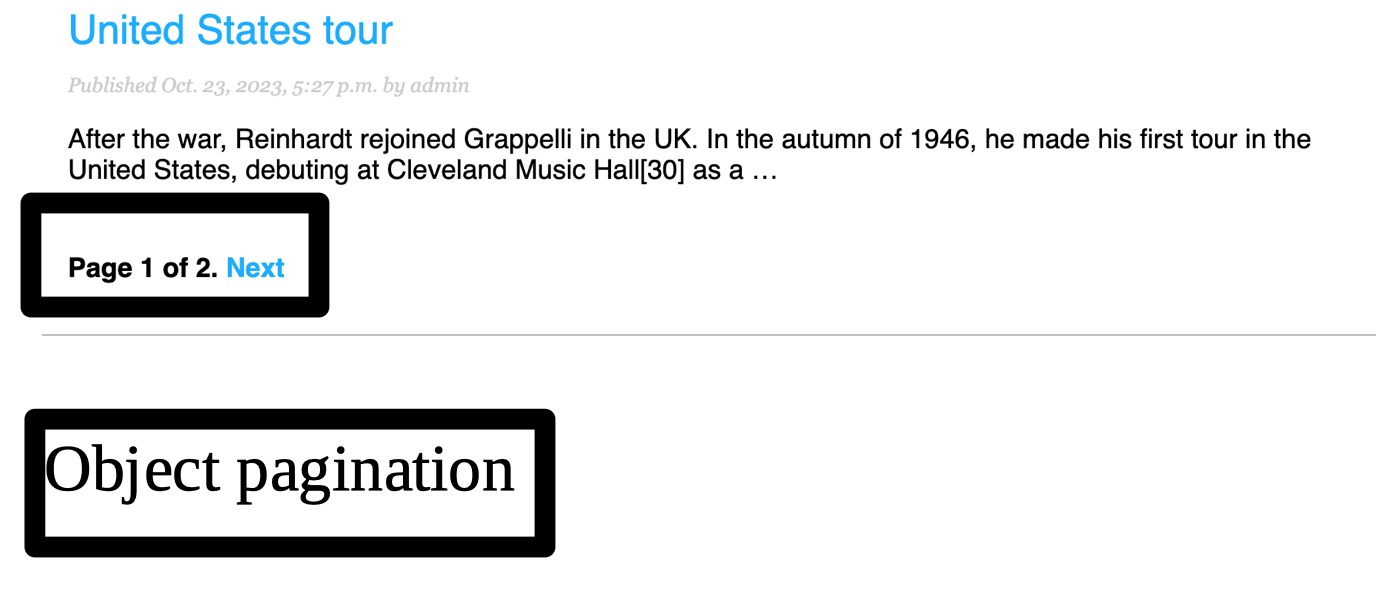 United States tour
Published Oct. 23, 2023, 5:27 p.m. by admin
After the war, Reinhardt rejoined Grappelli in the UK. In the autumn of 1946, he made his first tour in the
United States, debuting at Cleveland Music Hall[30] as a …
Page 1 of 2. Next
Object pagination